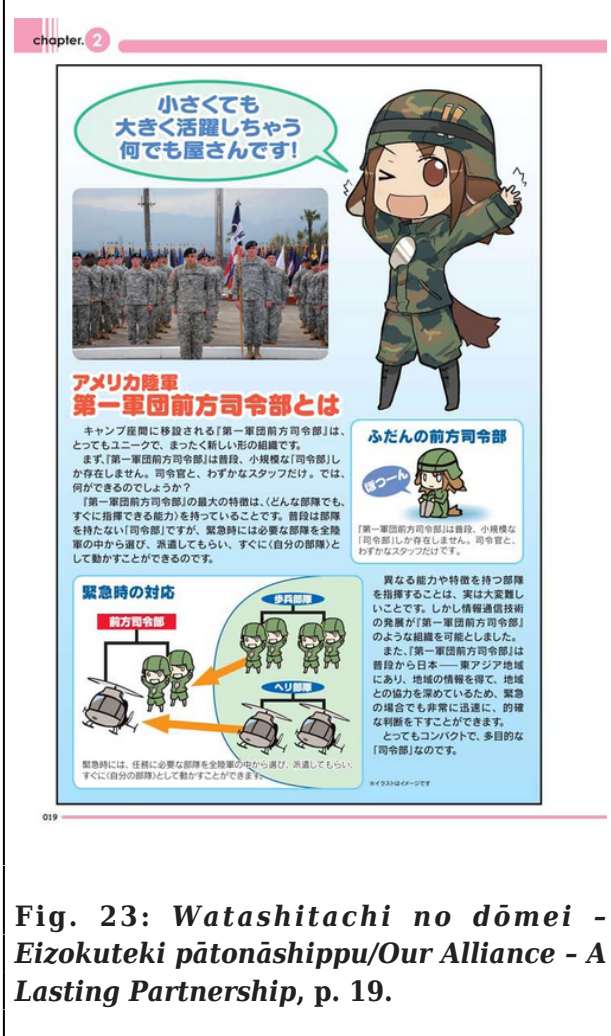 chapter. 2
小さくても
大きく活躍しちゃう
何でも屋さんです!
アメリカ陸軍
第一軍団前方司令部とは
キャンプ座間に移設される『第一軍団前方司令部』は、
とってもユニークで、まったく新しい形の組織です。
まず、『第一軍団前方司令部』は普段、小規模な「司令部」し
か存在しません。司令官と、わずかなスタッフだけ。では、
何ができるのでしょうか?
『第一軍団前方司令部』の最大の特徴は、〈どんな部隊でも、
すぐに指揮できる能力〉を持っていることです。普段は部隊
を持たない「司令部」ですが、緊急時には必要な部隊を全陸
軍の中から選び、派遣してもらい、すぐに〈自分の部隊〉と
して動かすことができるのです。
ふだんの前方司令部
ぽつーん
『第一軍団前方司令部』は普段、小規模な
「司令部」しか存在しません。司令官と、
わずかなスタッフだけです。
緊急時の対応
前方司令部
歩兵部隊
ヘリ部隊
緊急時には、任務に必要な部隊を全陸軍の中から選び、派遣してもらい、
すぐに〈自分の部隊〉として動かすことができます。
異なる能力や特徴を持つ部隊
を指揮することは、実は大変難し
いことです。しかし情報通信技術
の発展が『第一軍団前方司令部』
のような組織を可能としました。
また、『第一軍団前方司令部』は
普段から日本——東アジア地域
にあり、地域の情報を得て、地域
との協力を深めているため、緊急
の場合でも非常に迅速に、的確
な判断を下すことができます。
とってもコンパクトで、多目的な
「司令部」なのです。
※イラストはイメージです
019
Fig. 23: Watashitachi no dōmei –
Eizokuteki pātonāshippu/Our Alliance – A
Lasting Partnership, p. 19.